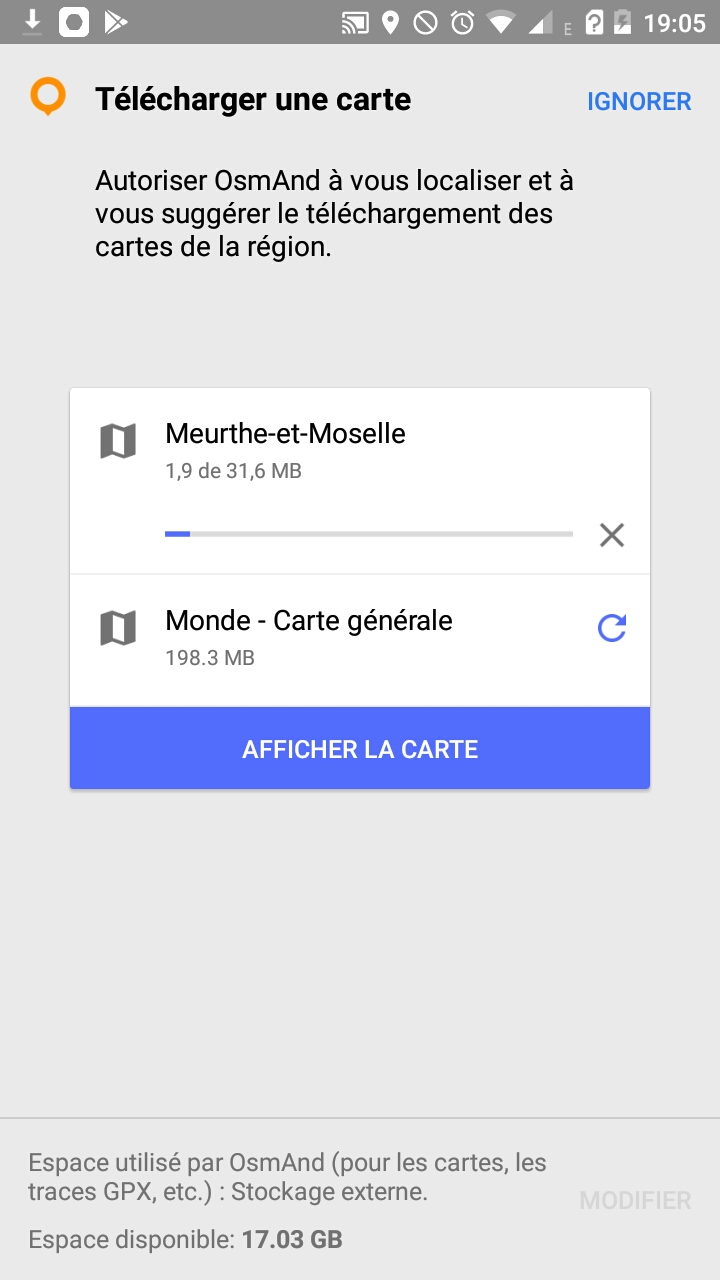 E 19:05
Télécharger une carte
IGNORER
Autoriser OsmAnd à vous localiser et à
vous suggérer le téléchargement des
cartes de la région.
Meurthe-et-Moselle
1,9 de 31,6 MB
Monde - Carte générale
198.3 MB
AFFICHER LA CARTE
Espace utilisé par OsmAnd (pour les cartes, les
traces GPX, etc.) : Stockage externe.
MODIFIER
Espace disponible: 17.03 GB